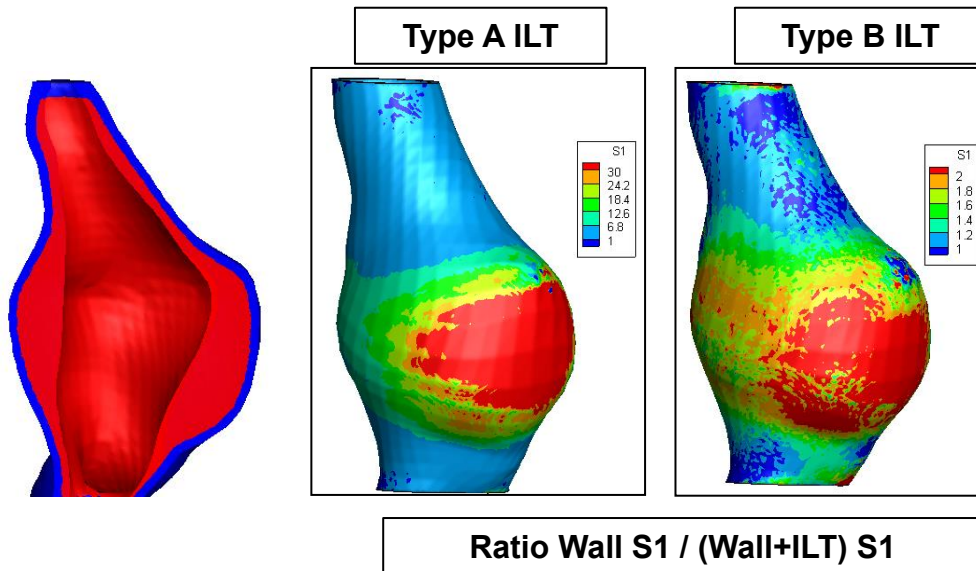 Type A ILT
Type B ILT
S1
30
24.2
18.4
12.6
6.8
1
S1
2
1.8
1.6
1.4
1.2
1
Ratio Wall S1 / (Wall+ILT) S1